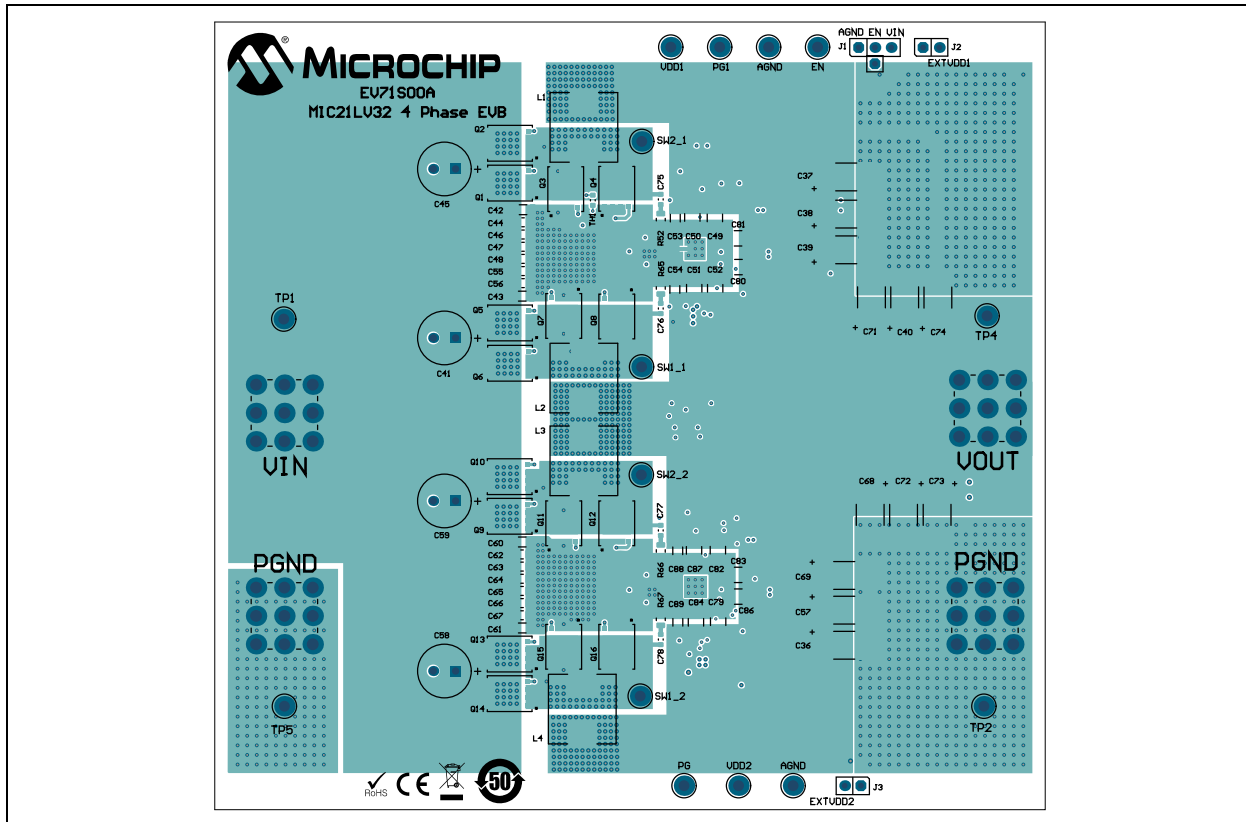 MICROCHIP ®
EV71S00A
MIC21LV32 4 Phase EVB
VDD1
PG1
AGND
EN
AGND EN VIN
J1
J2
EXTVDD1
L1
Q2
SW2_1
C45
Q1
Q3
Q4
TH1
C75
C37
C38
C39
C42
C44
C46
C47
C48
C55
C56
C43
R52
R65
C53 C50 C49
C81
C54 C51 C52
C80
TP1
Q5
Q7
Q8
C76
C41
Q6
SW1_1
C71 C40 C74
TP4
L2
L3
VIN
VOUT
Q10
SW2_2
C59
Q9
Q11
Q12
C77
C68 C72 C73
C60
C62
C63
C64
C65
C66
C67
C61
R66
R67
C88 C87 C82
C83
C89 C84 C79
C86
PGND
PGND
C69
C57
C36
C58
Q13
Q15
Q16
C78
Q14
SW1_2
TP5
TP2
L4
RoHS
CE
50
PG
VDD2
AGND
EXTVDD2
J3